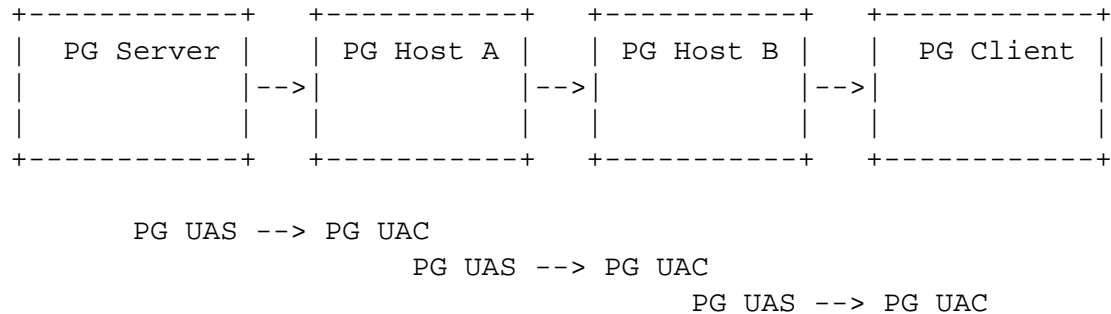 +------------+   +-----------+   +-----------+   +------------+
|  PG Server |   | PG Host A |   | PG Host B |   |  PG Client |
|            |-->|           |-->|           |-->|            |
|            |   |           |   |           |   |            |
+------------+   +-----------+   +-----------+   +------------+
PG UAS --> PG UAC
PG UAS --> PG UAC
PG UAS --> PG UAC